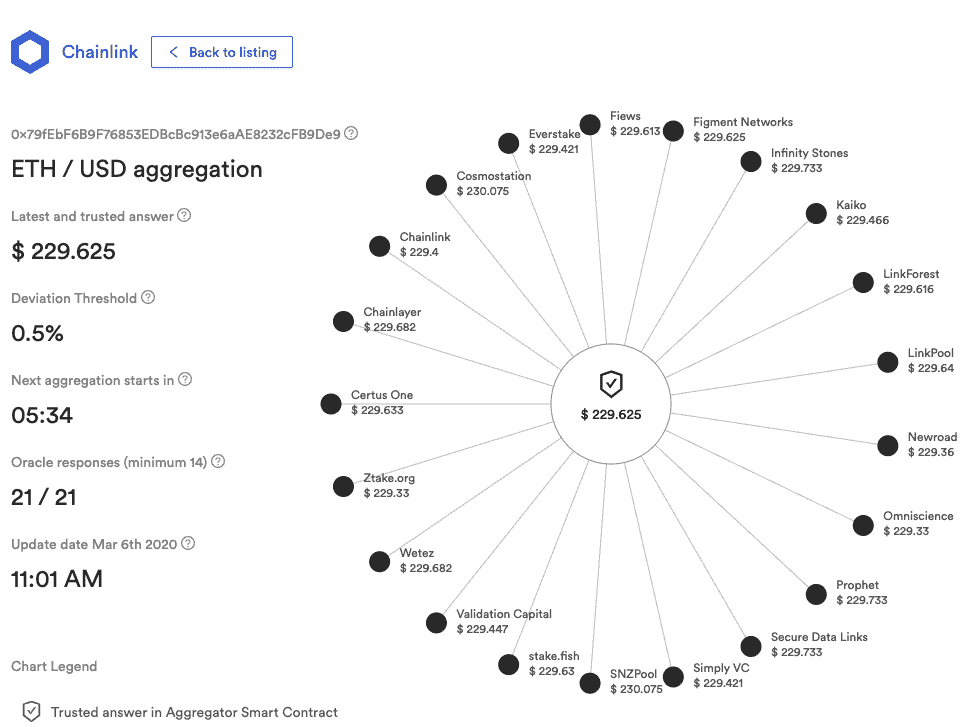 Chainlink
Back to listing
0x79fEbF6B9F76853EDBcBc913e6aAE8232cFB9De9
ETH / USD aggregation
Latest and trusted answer
$ 229.625
Deviation Threshold
0.5%
Next aggregation starts in
05:34
Oracle responses (minimum 14)
21 / 21
Update date Mar 6th 2020
11:01 AM
Chart Legend
Trusted answer in Aggregator Smart Contract
Fiews
$ 229.613
Figment Networks
$ 229.625
Infinity Stones
$ 229.733
Kaiko
$ 229.466
LinkForest
$ 229.616
LinkPool
$ 229.64
Newroad
$ 229.36
Omniscience
$ 229.33
Prophet
$ 229.733
Secure Data Links
$ 229.733
Simply VC
$ 229.421
SNZPool
$ 230.075
stake.fish
$ 229.63
Validation Capital
$ 229.447
Wetez
$ 229.682
Ztake.org
$ 229.33
Certus One
$ 229.633
Chainlayer
$ 229.682
Chainlink
$ 229.4
Cosmostation
$ 230.075
Everstake
$ 229.421
$ 229.625